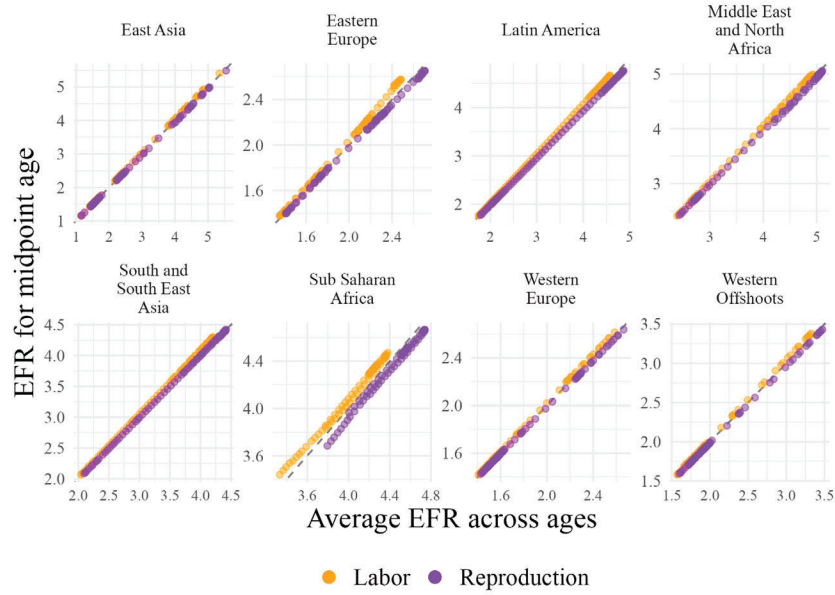 East Asia
Eastern
Europe
Latin America
Middle East
and North
Africa
5
4
3
2
1
1 2 3 4 5
2.4
2.0
1.6
1.6 2.0 2.4
4
3
2
2 3 4 5
5
4
3
3 4 5
South and
South East
Asia
Sub Saharan
Africa
Western
Europe
Western
Offshoots
4.5
4.0
3.5
3.0
2.5
2.0
2.0 2.5 3.0 3.5 4.0 4.5
4.4
4.0
3.6
3.6 4.0 4.4 4.8
2.4
2.0
1.6
1.6 2.0 2.4
3.5
3.0
2.5
2.0
1.5
1.5 2.0 2.5 3.0 3.5
EFR for midpoint age
Average EFR across ages
Labor Reproduction